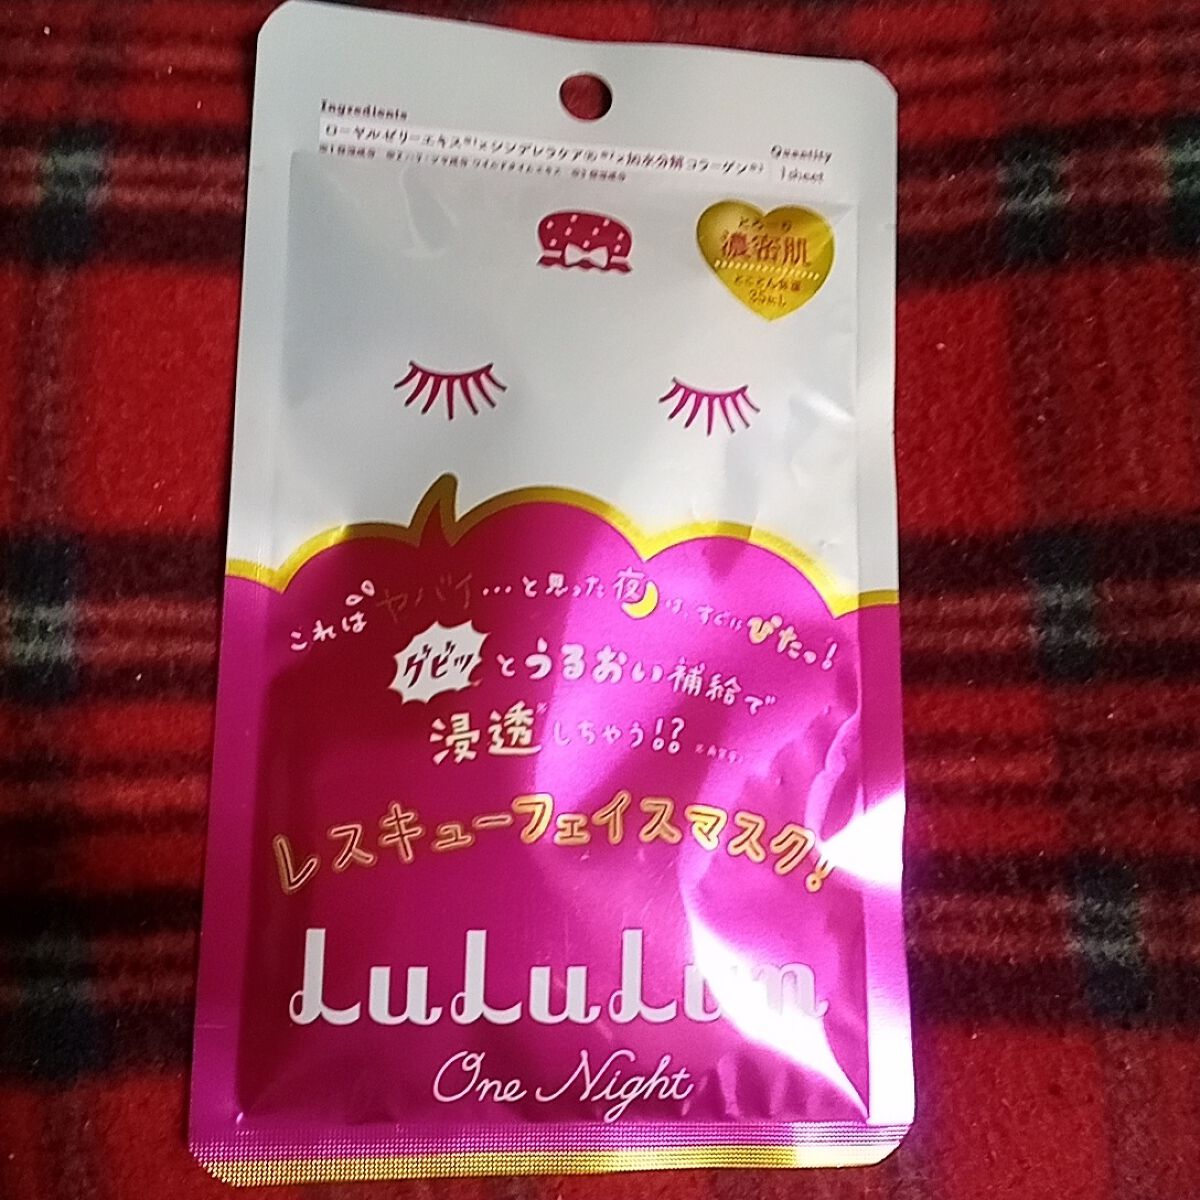 Ingredients
ローヤルゼリーエキス※1×シンデレラケア®※2×加水分解コラーゲン※3
Quantity
1sheet
とろーり
濃密肌
35mL
これはヤバイ…と思った夜は、すぐにぴたっ!
グビッとうるおい補給で
浸透※しちゃう!?
レスキューフェイスマスク!
LuLuLun
One Night